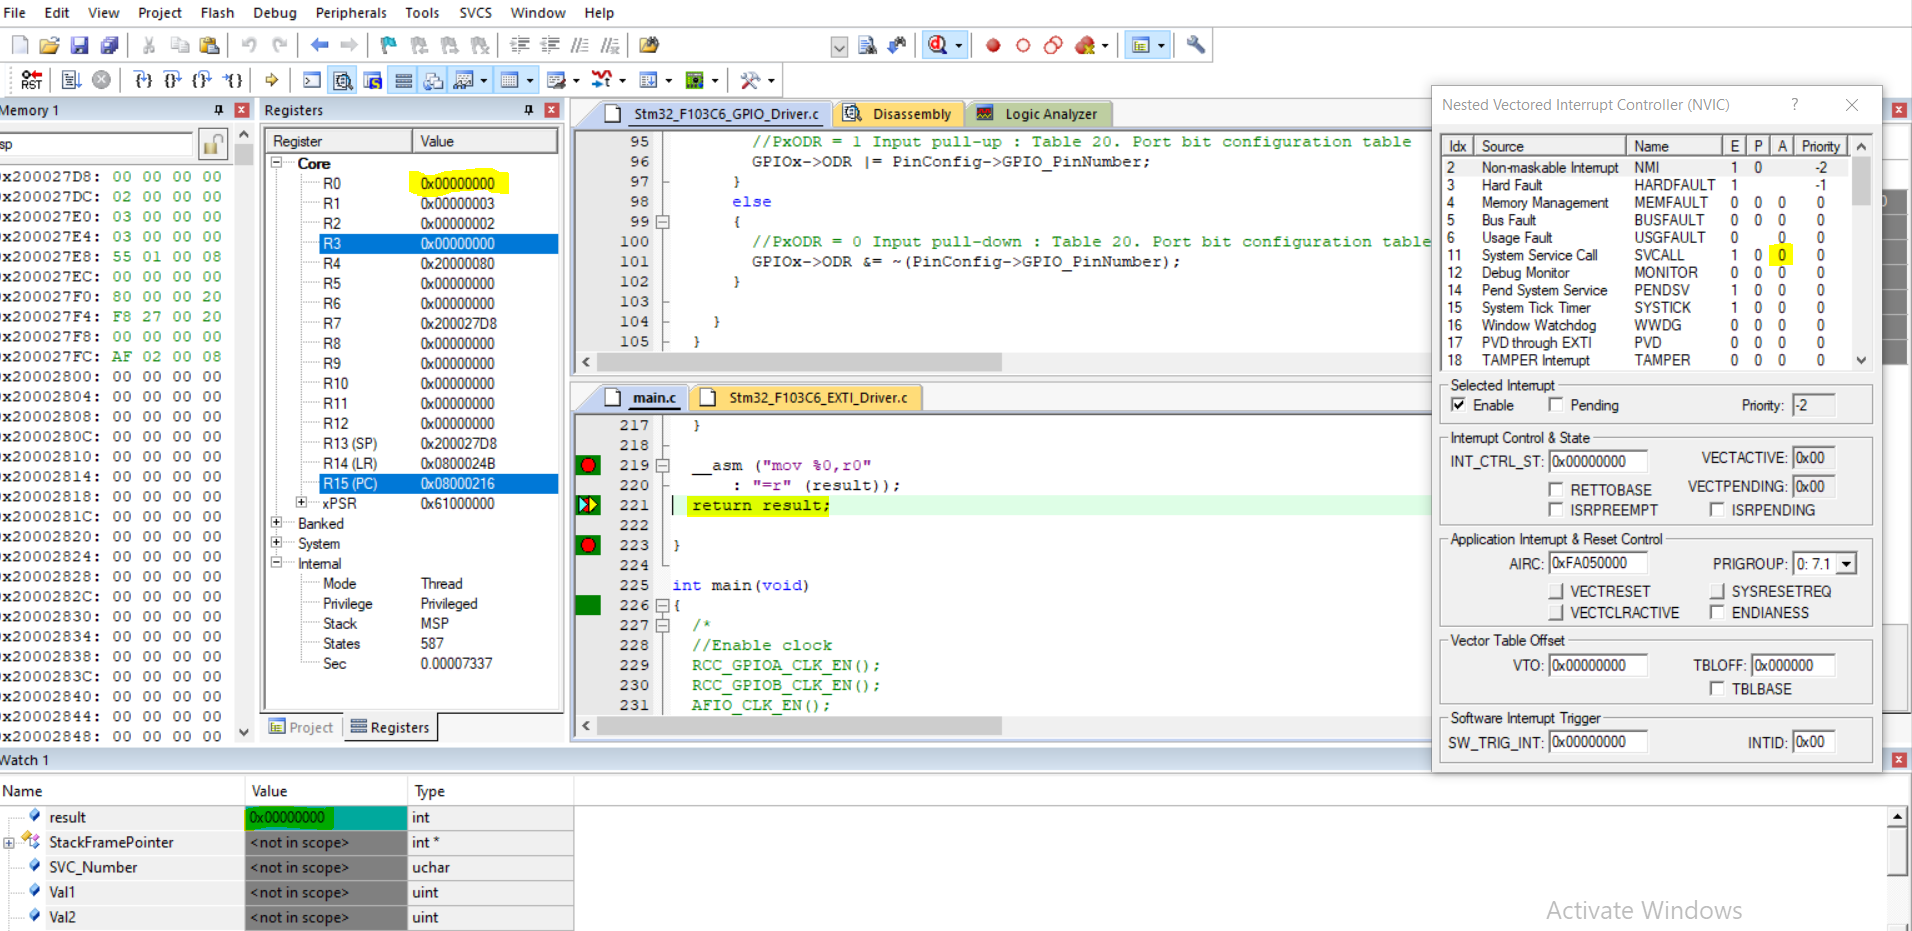 File Edit View Project Flash Debug Peripherals Tools SVCS Window Help
RST
Memory 1
sp
x200027D8: 00 00 00 00
x200027DC: 02 00 00 00
x200027E0: 03 00 00 00
x200027E4: 03 00 00 00
x200027E8: 55 01 00 08
x200027EC: 00 00 00 00
x200027F0: 80 00 00 20
x200027F4: F8 27 00 20
x200027F8: 00 00 00 00
x200027FC: AF 02 00 08
x20002800: 00 00 00 00
x20002804: 00 00 00 00
x20002808: 00 00 00 00
x2000280C: 00 00 00 00
x20002810: 00 00 00 00
x20002814: 00 00 00 00
x20002818: 00 00 00 00
x2000281C: 00 00 00 00
x20002820: 00 00 00 00
x20002824: 00 00 00 00
x20002828: 00 00 00 00
x2000282C: 00 00 00 00
x20002830: 00 00 00 00
x20002834: 00 00 00 00
x20002838: 00 00 00 00
x2000283C: 00 00 00 00
x20002840: 00 00 00 00
x20002844: 00 00 00 00
x20002848: 00 00 00 00
Registers
Register Value
Core
R0 0x00000000
R1 0x00000003
R2 0x00000002
R3 0x00000000
R4 0x20000080
R5 0x00000000
R6 0x00000000
R7 0x200027D8
R8 0x00000000
R9 0x00000000
R10 0x00000000
R11 0x00000000
R12 0x00000000
R13 (SP) 0x200027D8
R14 (LR) 0x0800024B
R15 (PC) 0x08000216
xPSR 0x61000000
Banked
System
Internal
Mode Thread
Privilege Privileged
Stack MSP
States 587
Sec 0.00007337
Project Registers
Stm32_F103C6_GPIO_Driver.c Disassembly Logic Analyzer
95 //PxODR = 1 Input pull-up : Table 20. Port bit configuration table
96 GPIOx->ODR |= PinConfig->GPIO_PinNumber;
97 }
98 else
99 {
100 //PxODR = 0 Input pull-down : Table 20. Port bit configuration table
101 GPIOx->ODR &= ~(PinConfig->GPIO_PinNumber);
102 }
103
104 }
105 }
main.c Stm32_F103C6_EXTI_Driver.c
217 }
218
219 __asm ("mov %0,r0"
220 : "=r" (result));
221 return result;
222
223 }
224
225 int main(void)
226 {
227 /*
228 //Enable clock
229 RCC_GPIOA_CLK_EN();
230 RCC_GPIOB_CLK_EN();
231 AFIO_CLK_EN();
Nested Vectored Interrupt Controller (NVIC) ?
Idx Source Name E P A Priority
2 Non-maskable Interrupt NMI 1 0 -2
3 Hard Fault HARDFAULT 1 -1
4 Memory Management MEMFAULT 0 0 0 0
5 Bus Fault BUSFAULT 0 0 0 0
6 Usage Fault USGFAULT 0 0 0
11 System Service Call SVCALL 1 0 0 0
12 Debug Monitor MONITOR 0 0 0 0
14 Pend System Service PENDSV 1 0 0 0
15 System Tick Timer SYSTICK 1 0 0 0
16 Window Watchdog WWDG 0 0 0 0
17 PVD through EXTI PVD 0 0 0 0
18 TAMPER Interrupt TAMPER 0 0 0 0
Selected Interrupt
Enable Pending Priority: -2
Interrupt Control & State
INT_CTRL_ST: 0x00000000 VECTACTIVE: 0x00
RETTOBASE VECTPENDING: 0x00
ISRPREEMPT ISRPENDING
Application Interrupt & Reset Control
AIRC: 0xFA050000 PRIGROUP: 0: 7.1
VECTRESET SYSRESETREQ
VECTCLRACTIVE ENDIANESS
Vector Table Offset
VTO: 0x00000000 TBLOFF: 0x000000
TBLBASE
Software Interrupt Trigger
SW_TRIG_INT: 0x00000000 INTID: 0x00
Watch 1
Name Value Type
result 0x00000000 int
StackFramePointer <not in scope> int *
SVC_Number <not in scope> uchar
Val1 <not in scope> uint
Val2 <not in scope> uint
Activate Windows